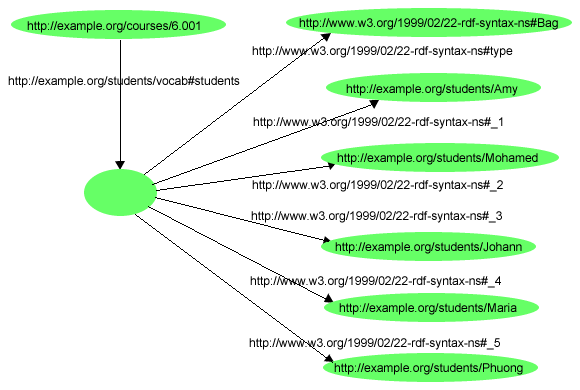 http://example.org/courses/6.001
http://www.w3.org/1999/02/22-rdf-syntax-ns#Bag
http://www.w3.org/1999/02/22-rdf-syntax-ns#type
http://example.org/students/vocab#students
http://example.org/students/Amy
http://www.w3.org/1999/02/22-rdf-syntax-ns#_1
http://example.org/students/Mohamed
http://www.w3.org/1999/02/22-rdf-syntax-ns#_2
http://www.w3.org/1999/02/22-rdf-syntax-ns#_3
http://example.org/students/Johann
http://www.w3.org/1999/02/22-rdf-syntax-ns#_4
http://example.org/students/Maria
http://www.w3.org/1999/02/22-rdf-syntax-ns#_5
http://example.org/students/Phuong